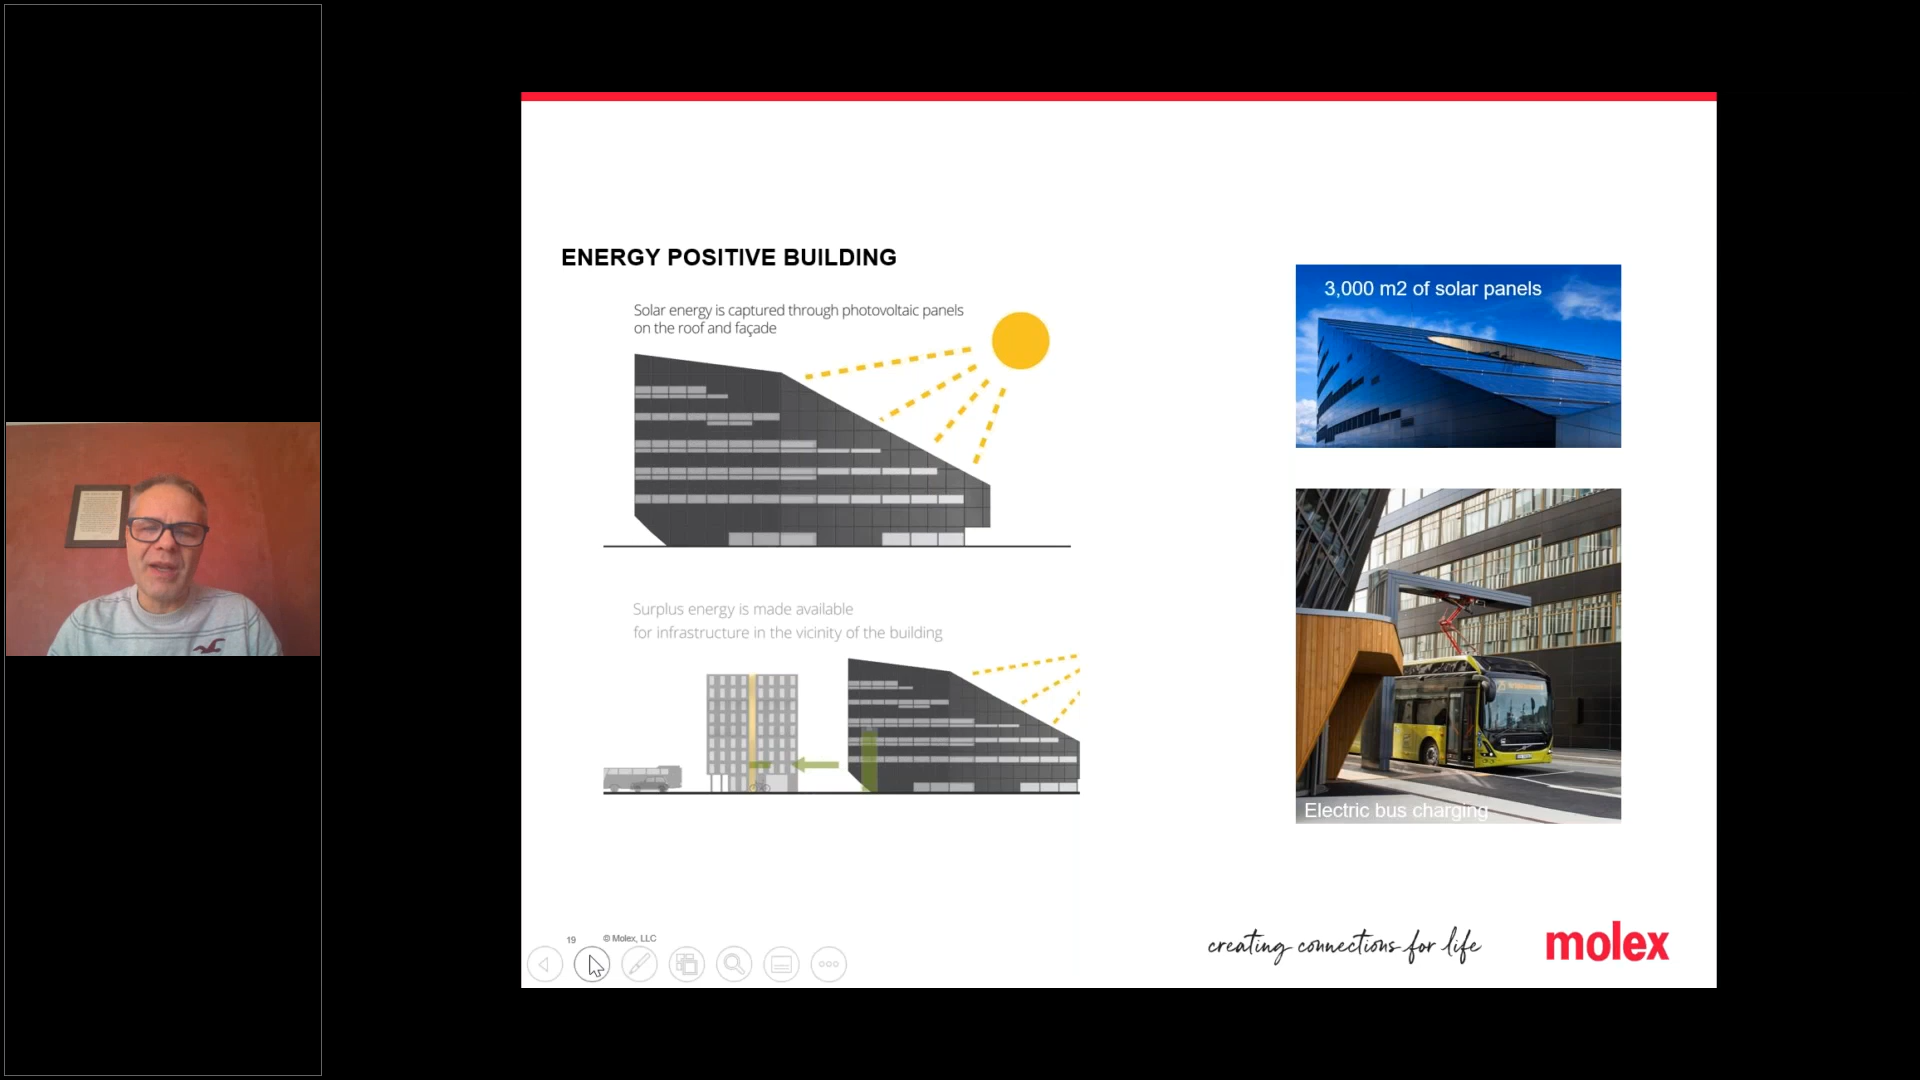 ENERGY POSITIVE BUILDING
Solar energy is captured through photovoltaic panels
on the roof and façade
Surplus energy is made available
for infrastructure in the vicinity of the building
3,000 m2 of solar panels
Electric bus charging
19
© Molex, LLC
creating connections for life
molex